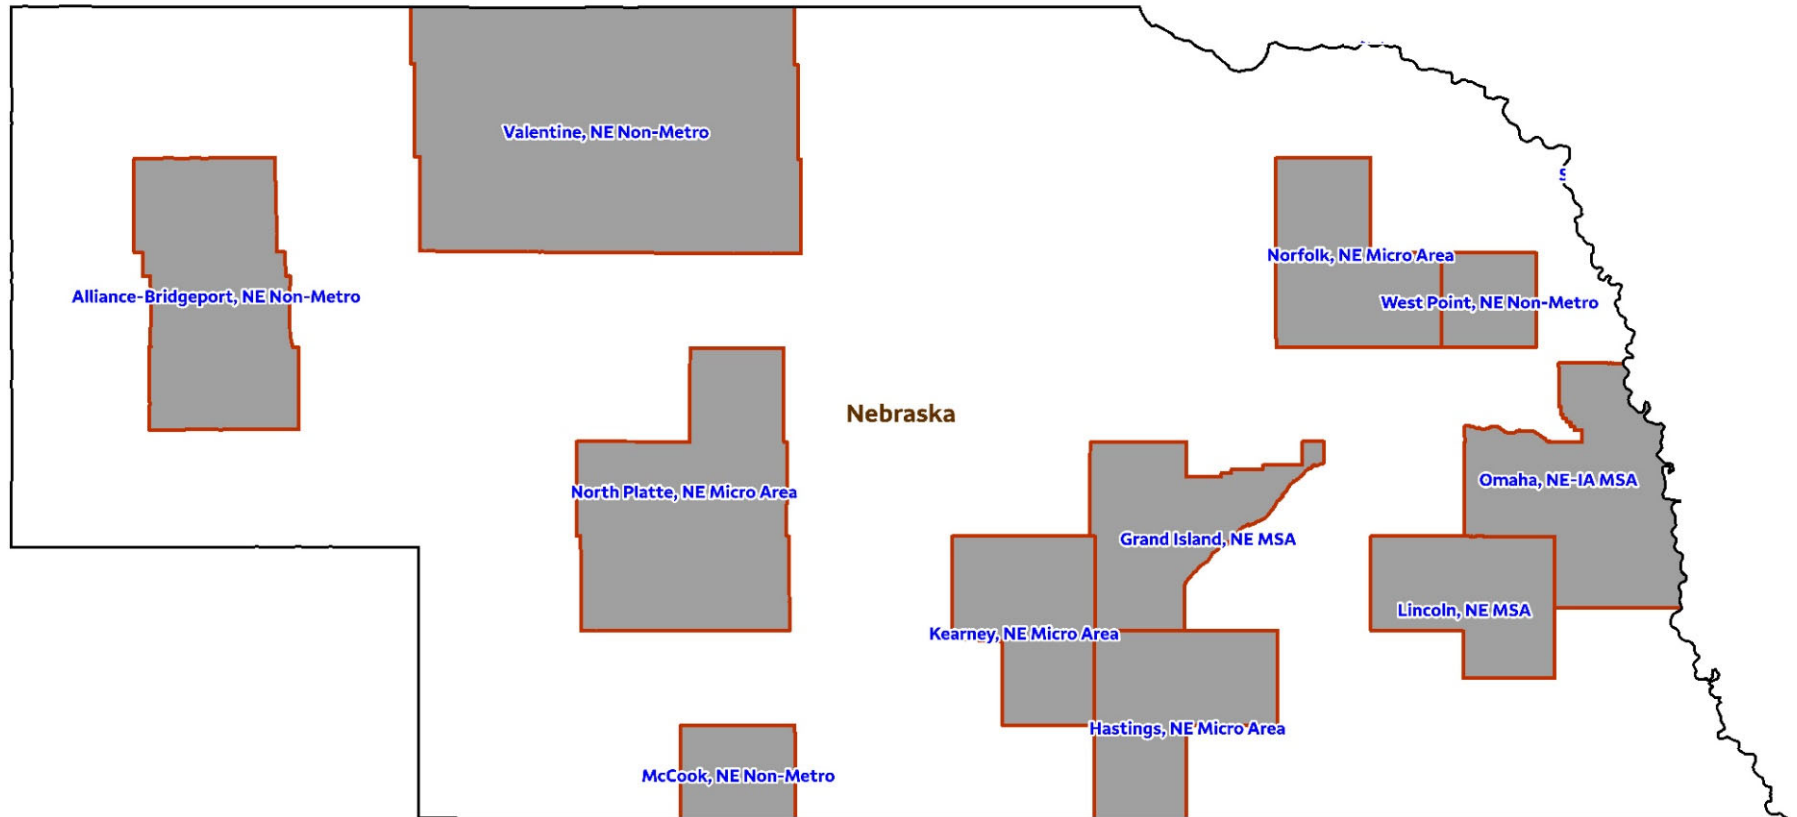 Valentine, NE Non-Metro
Norfolk, NE Micro Area
Alliance-Bridgeport, NE Non-Metro
West Point, NE Non-Metro
Nebraska
Omaha, NE-IA MSA
North Platte, NE Micro Area
Grand Island, NE MSA
Lincoln, NE MSA
Kearney, NE Micro Area
Hastings, NE Micro Area
McCook, NE Non-Metro